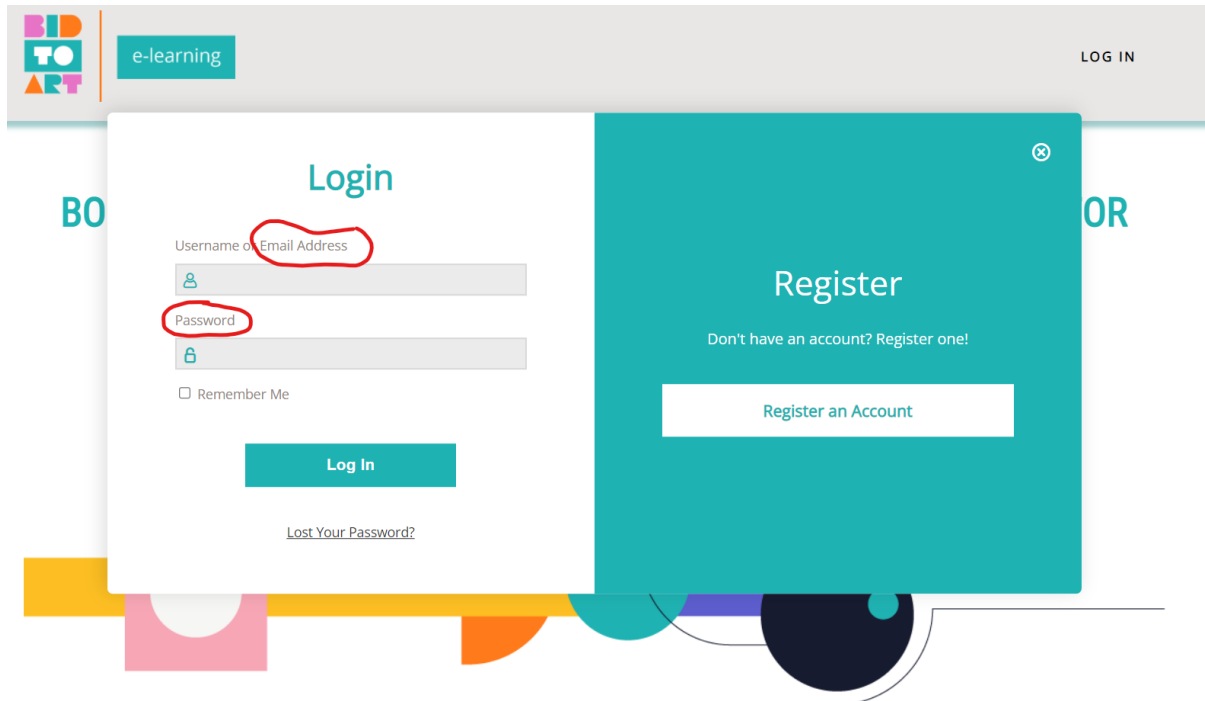 BID
TO
ART
e-learning
LOG IN
BO
OR
Login
Username or Email Address
Password
Remember Me
Log In
Lost Your Password?
Register
Don't have an account? Register one!
Register an Account